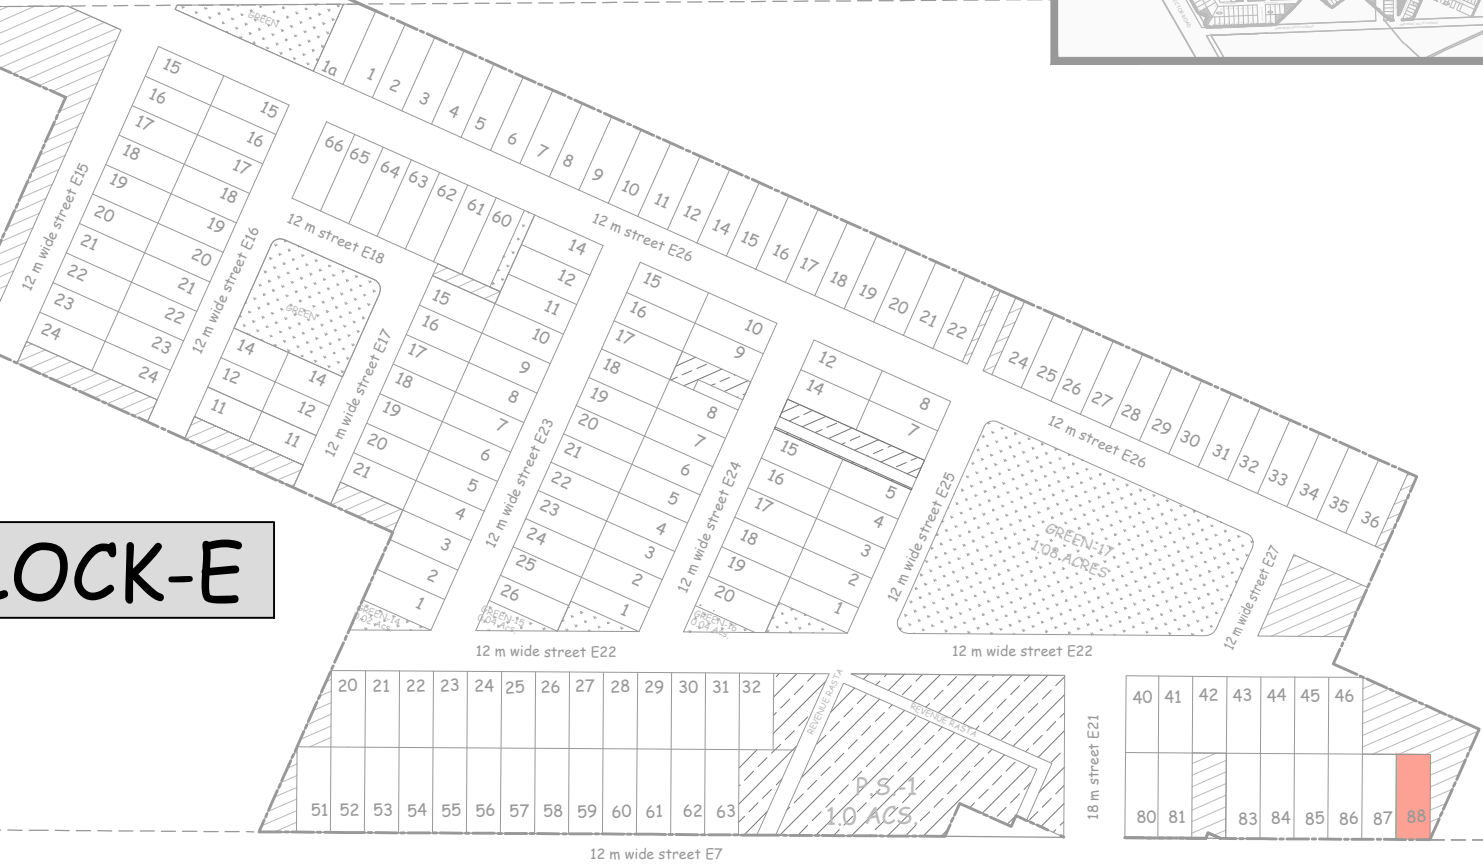 GREEN
1a 1 2 3 4 5 6 7 8 9 10 11 12 14 15 16 17 18 19 20 21 22
24 25 26 27 28 29 30 31 32 33 34 35 36
12 m wide street E15
15 16 17 18 19 20 21 22 23 24
15 16 17 18 19 20 21 22 23 24
12 m wide street E16
66 65 64 63 62 61 60
12 m street E18
12 m wide street E26
GREEN
14 12 11
14 12 11
12 m wide street E17
15 16 17 18 19 20 21
14 12 11 10 9 8 7 6 5 4 3 2 1
12 m wide street E23
15 16 17 18 19 20 21 22 23 24 25 26
10 9 8 7 6 5 4 3 2 1
12 m wide street E24
12 14 15 16 17 18 19 20
8 7 5 4 3 2 1
12 m wide street E25
12 m wide street E26
GREEN-17
1.08 ACRES
12 m wide street E27
LOCK-E
GREEN-14
GREEN-15
0.04 ACS.
GREEN-16
12 m wide street E22
12 m wide street E22
20 21 22 23 24 25 26 27 28 29 30 31 32
REVENUE RASTA
REVENUE RASTA
18 m street E21
40 41 42 43 44 45 46
51 52 53 54 55 56 57 58 59 60 61 62 63
P.S.-1
1.0 ACS.
80 81 83 84 85 86 87 88
12 m wide street E7